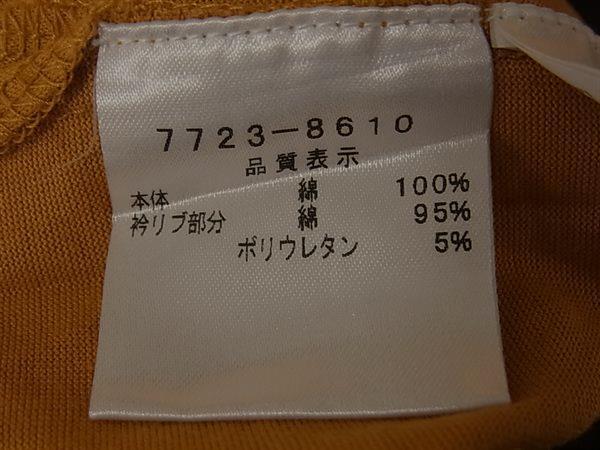 7723-8610
品質表示
本体 綿 100%
衿リブ部分 綿 95%
ポリウレタン 5%